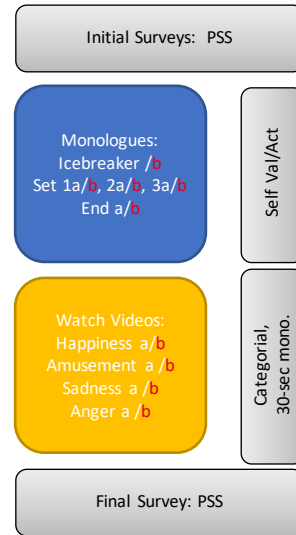 Initial Surveys: PSS
Monologues:
Icebreaker /b
Set 1a/b, 2a/b, 3a/b
End a/b
Self Val/Act
Watch Videos:
Happiness a/b
Amusement a /b
Sadness a /b
Anger a /b
Categorial,
30-sec mono.
Final Survey: PSS